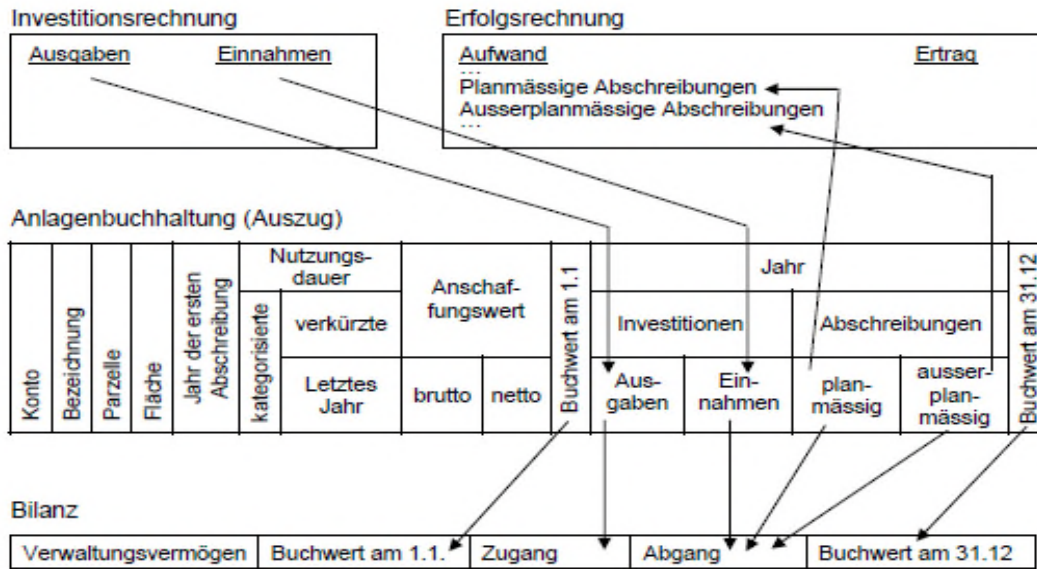 Investitionsrechnung
Ausgaben Einnahmen
Erfolgsrechnung
Aufwand Ertrag
...
Planmässige Abschreibungen
Ausserplanmässige Abschreibungen
...
Anlagenbuchhaltung (Auszug)
Konto
Bezeichnung
Parzelle
Fläche
Jahr der ersten
Abschreibung
Nutzungs-
dauer
kategorisierte
verkürzte
Letztes
Jahr
Anschaf-
fungswert
brutto
netto
Buchwert am 1.1
Jahr
Investitionen
Aus-
gaben
Ein-
nahmen
Abschreibungen
plan-
mässig
ausser-
plan-
mässig
Buchwert am 31.12
Bilanz
Verwaltungsvermögen Buchwert am 1.1. Zugang Abgang Buchwert am 31.12